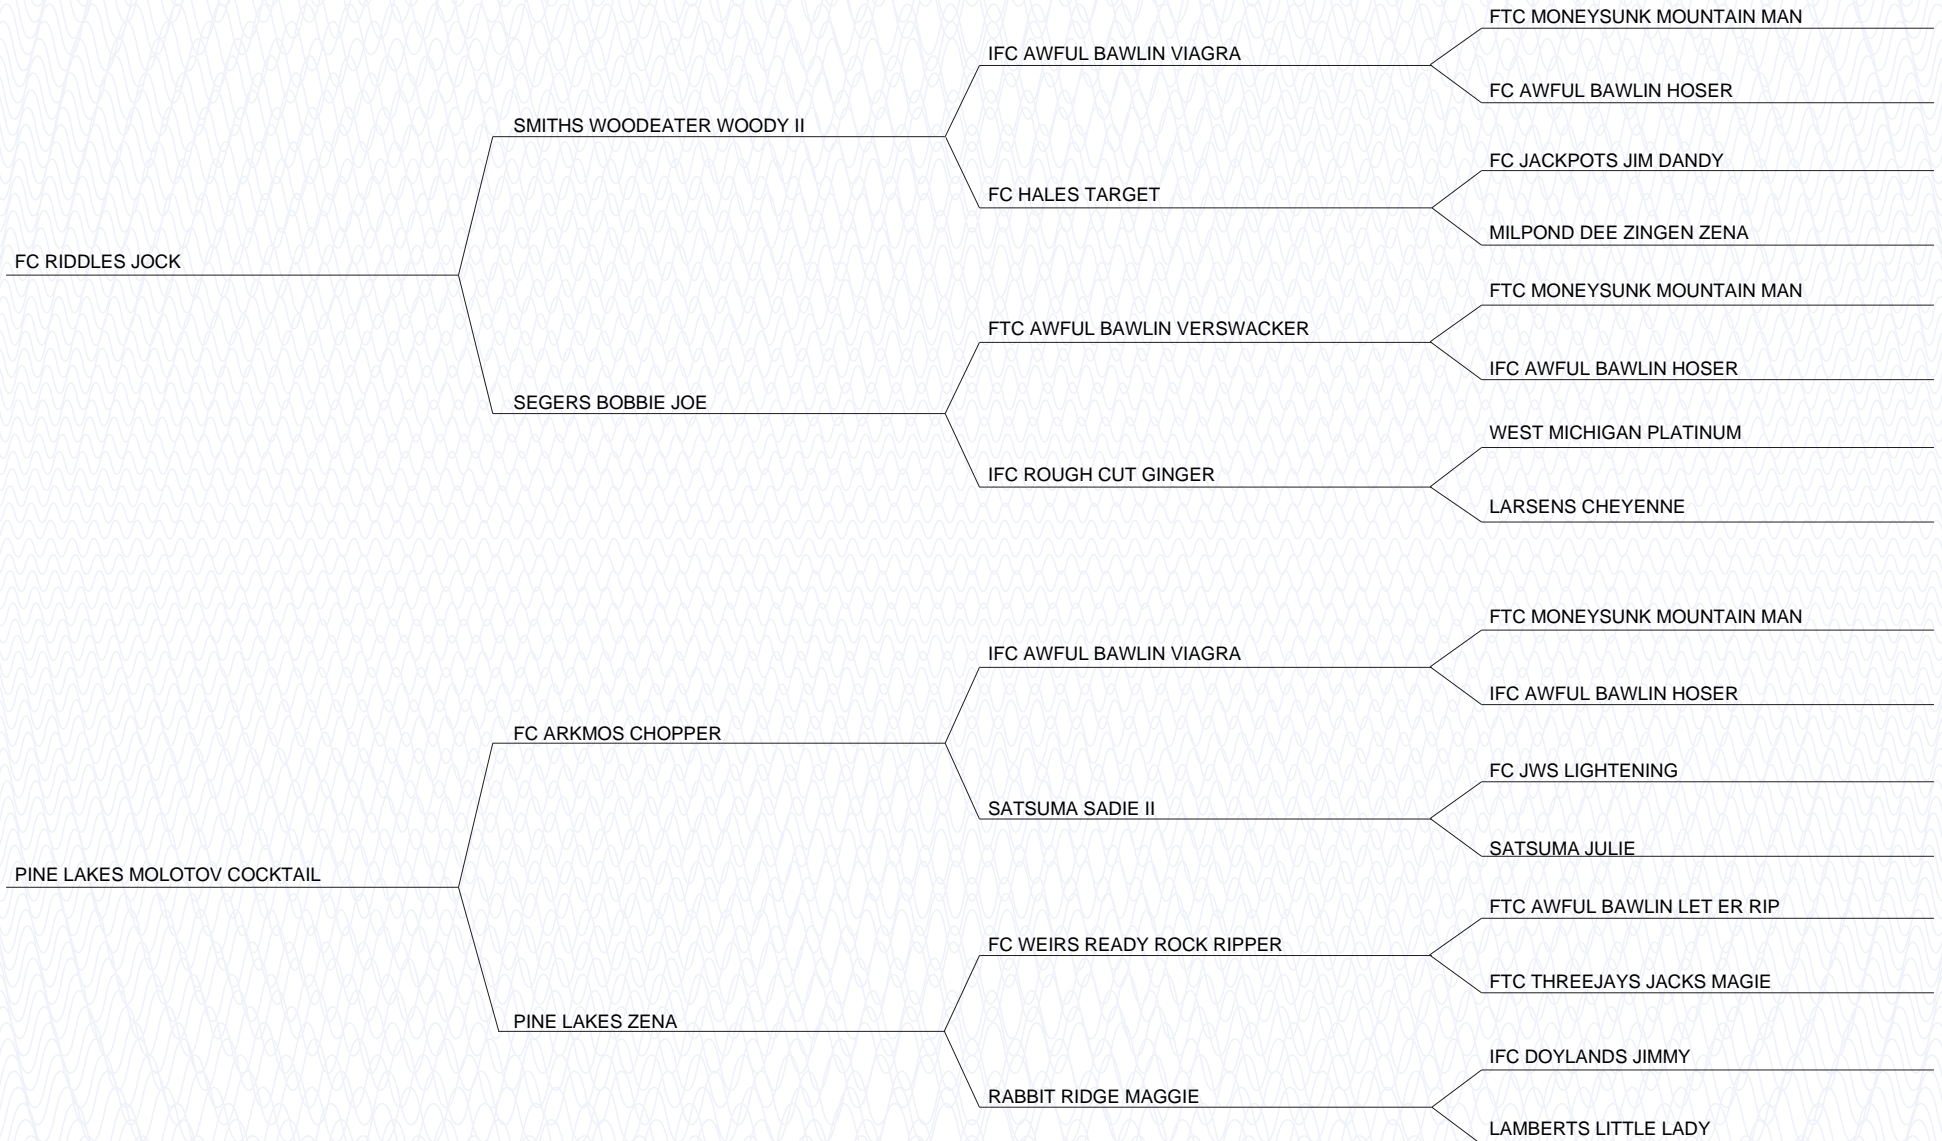 FTC MONEYSUNK MOUNTAIN MAN
IFC AWFUL BAWLIN VIAGRA
FC AWFUL BAWLIN HOSER
SMITHS WOODEATER WOODY II
FC JACKPOTS JIM DANDY
FC HALES TARGET
MILPOND DEE ZINGEN ZENA
FC RIDDLES JOCK
FTC MONEYSUNK MOUNTAIN MAN
FTC AWFUL BAWLIN VERSWACKER
IFC AWFUL BAWLIN HOSER
SEGERS BOBBIE JOE
WEST MICHIGAN PLATINUM
IFC ROUGH CUT GINGER
LARSENS CHEYENNE
FTC MONEYSUNK MOUNTAIN MAN
IFC AWFUL BAWLIN VIAGRA
IFC AWFUL BAWLIN HOSER
FC ARKMOS CHOPPER
FC JWS LIGHTENING
SATSUMA SADIE II
SATSUMA JULIE
PINE LAKES MOLOTOV COCKTAIL
FTC AWFUL BAWLIN LET ER RIP
FC WEIRS READY ROCK RIPPER
FTC THREEJAYS JACKS MAGIE
PINE LAKES ZENA
IFC DOYLANDS JIMMY
RABBIT RIDGE MAGGIE
LAMBERTS LITTLE LADY